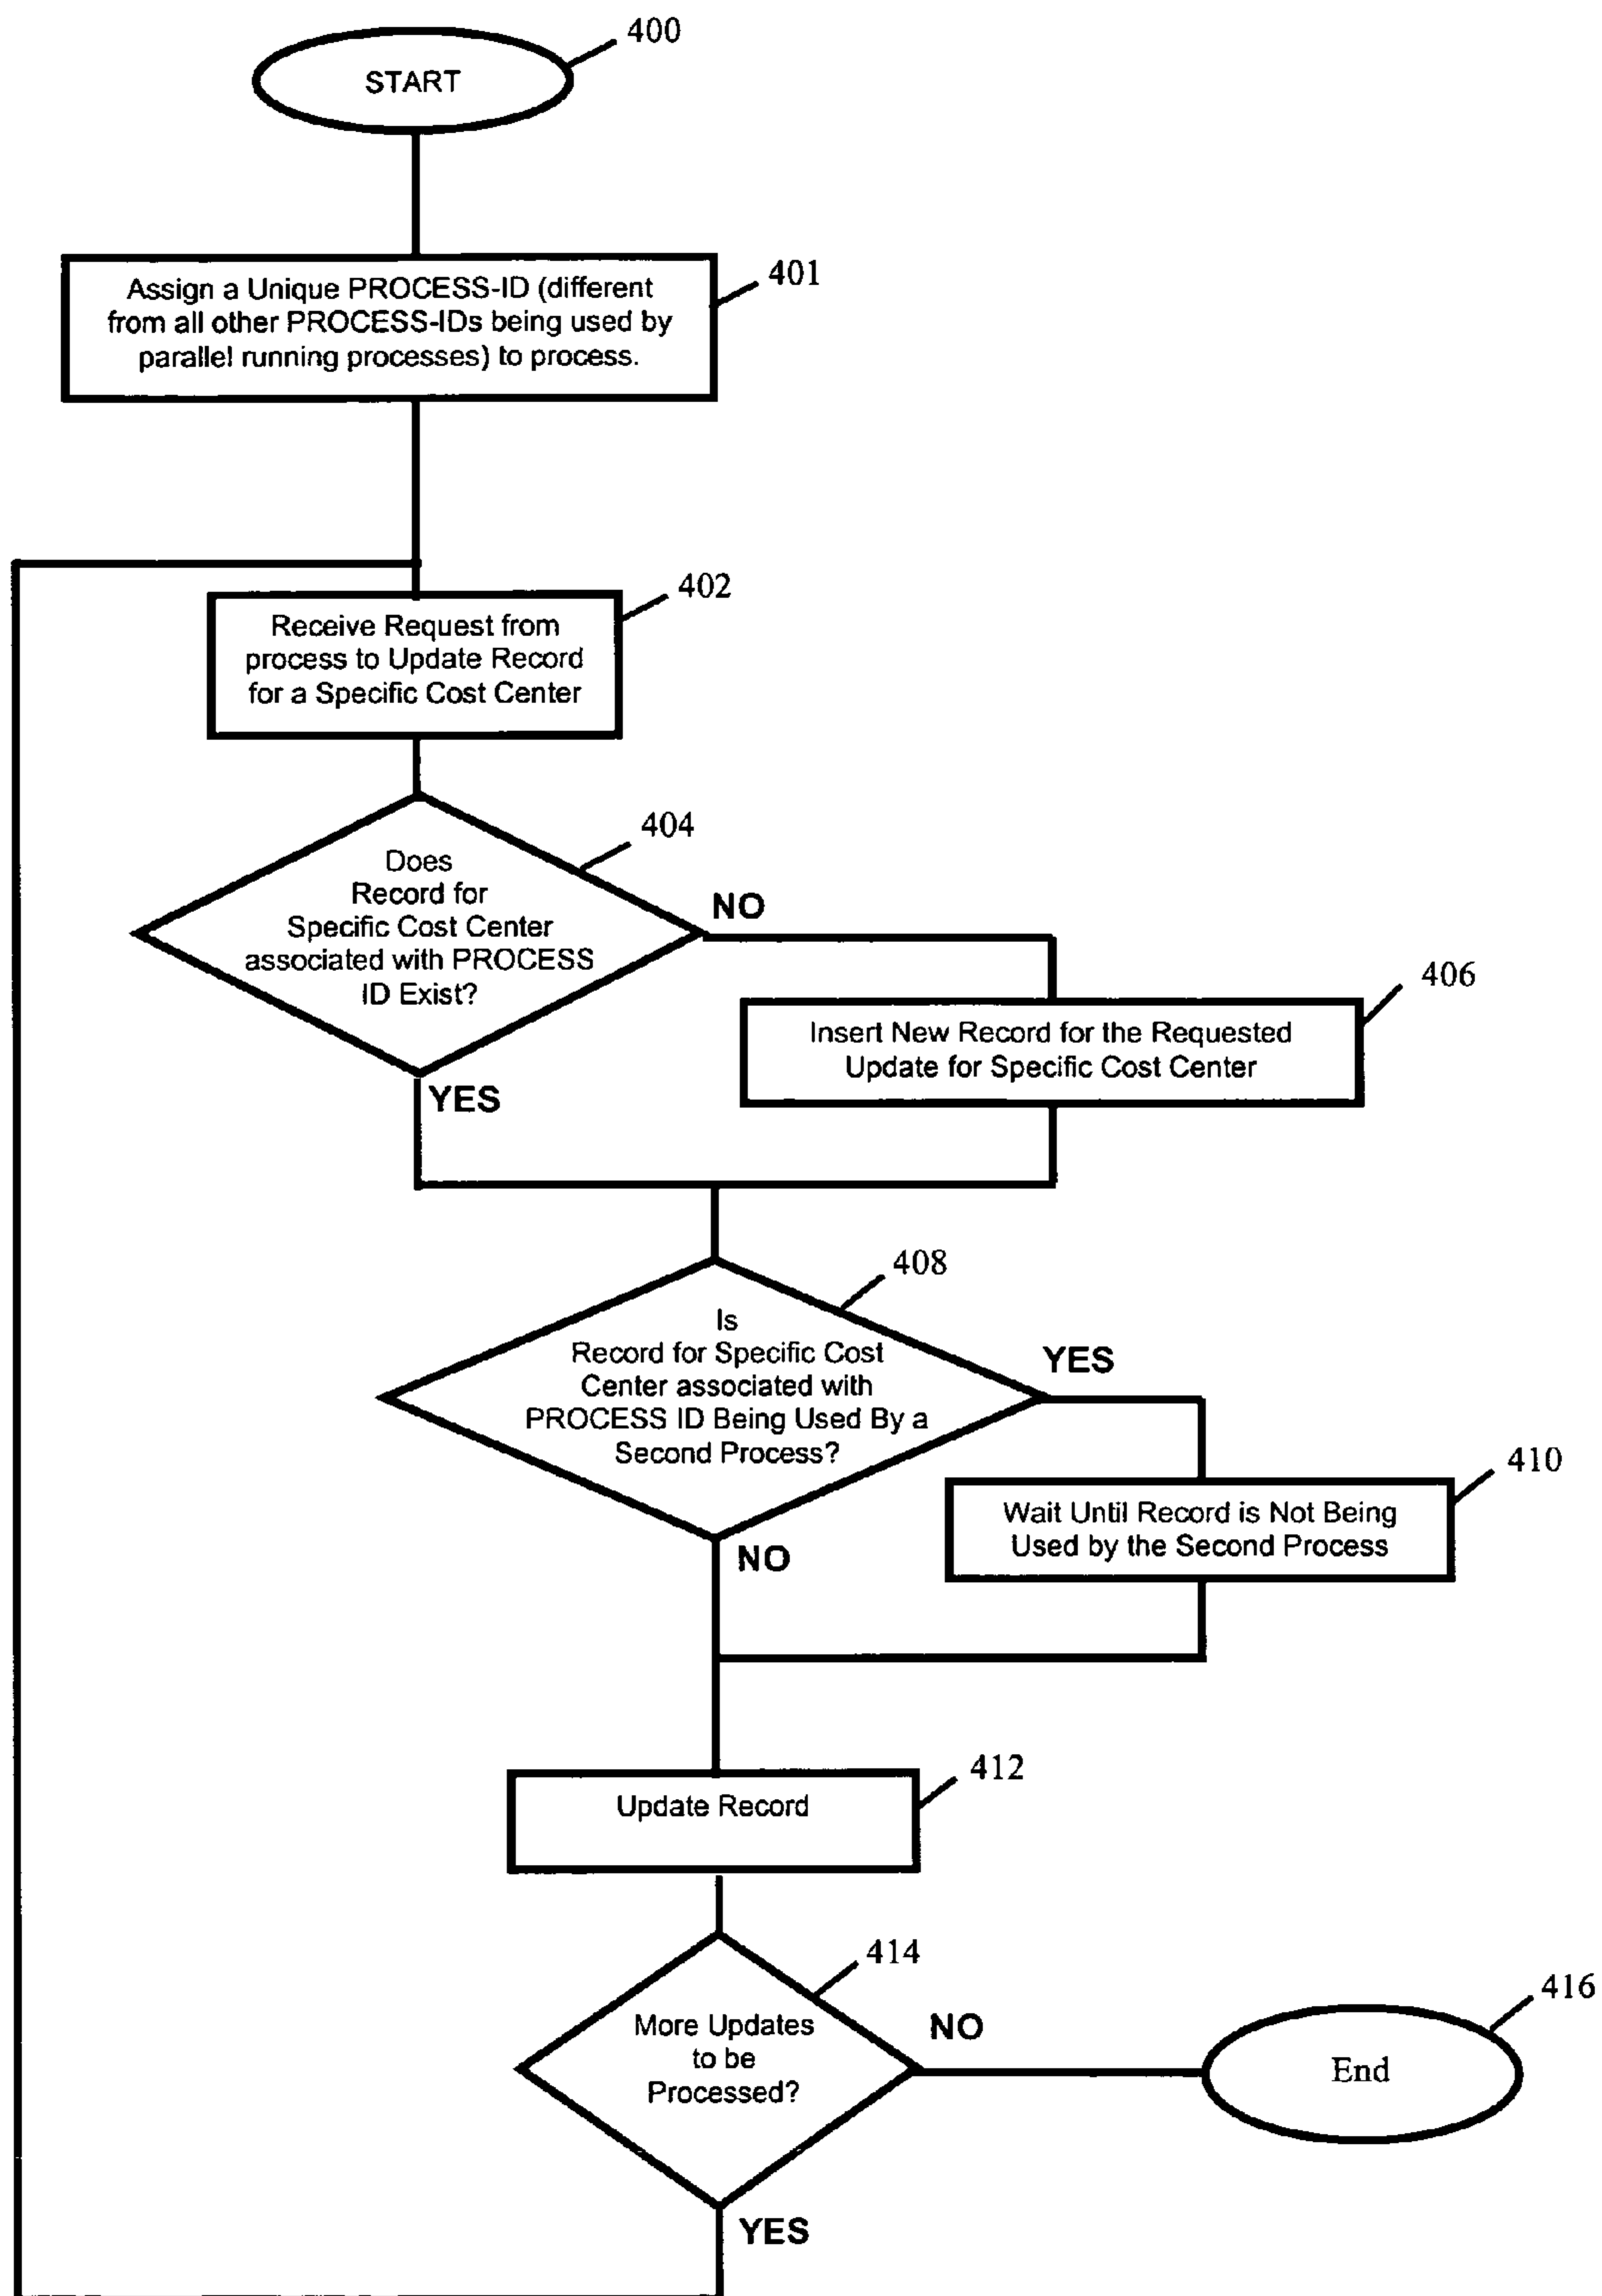 400
START
401
Assign a Unique PROCESS-ID (different
from all other PROCESS-IDs being used by
parallel running processes) to process.
402
Receive Request from
process to Update Record
for a Specific Cost Center
404
Does
Record for
Specific Cost Center
associated with PROCESS
ID Exist?
NO
406
Insert New Record for the Requested
Update for Specific Cost Center
YES
408
Is
Record for Specific Cost
Center associated with
PROCESS ID Being Used By a
Second Process?
YES
410
Wait Until Record is Not Being
Used by the Second Process
NO
412
Update Record
414
More Updates
to be
Processed?
NO
416
End
YES